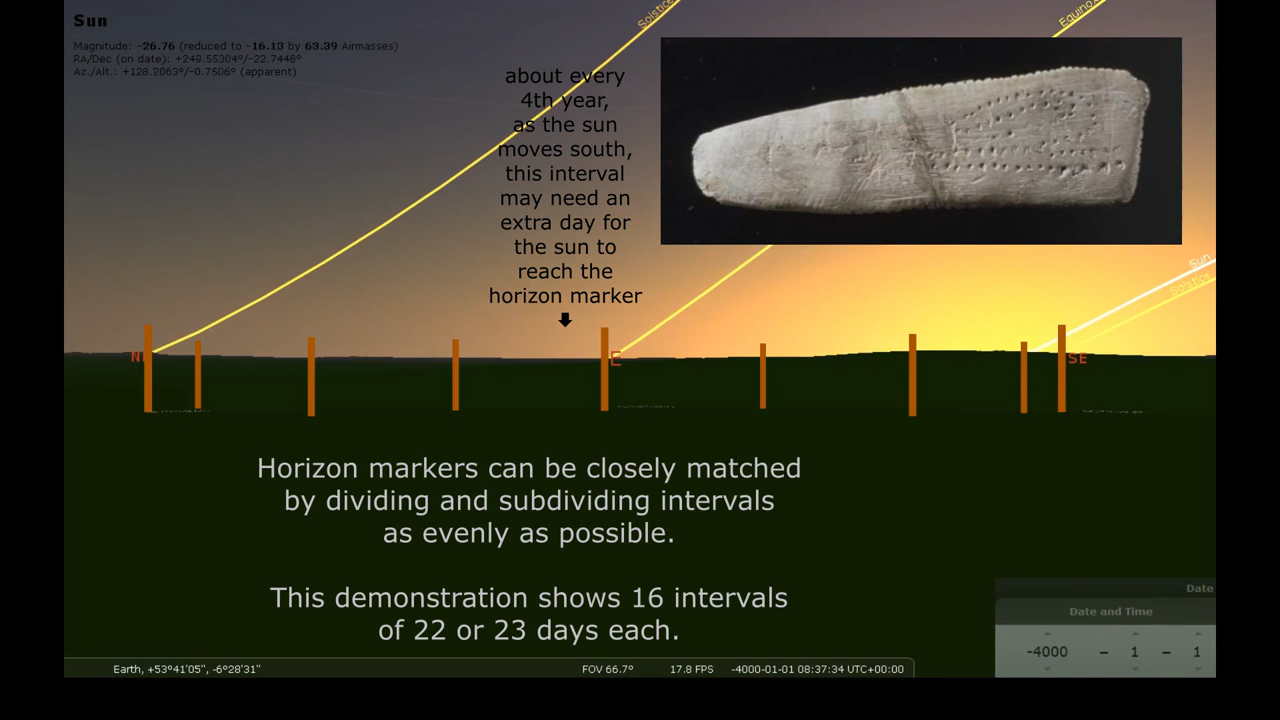 Sun
Magnitude: -26.76 (reduced to -16.13 by 63.39 Airmasses)
RA/Dec (on date): +249.55304°/-22.7448°
Az./Alt.: +128.2063°/-0.7506° (apparent)
Solstice
Equinox
about every
4th year,
as the sun
moves south,
this interval
may need an
extra day for
the sun to
reach the
horizon marker
Sun
Solstice
E
SE
Horizon markers can be closely matched
by dividing and subdividing intervals
as evenly as possible.
This demonstration shows 16 intervals
of 22 or 23 days each.
Date
Date and Time
-4000 – 1 – 1
Earth, +53°41'05", -6°28'31" FOV 66.7° 17.8 FPS -4000-01-01 08:37:34 UTC+00:00